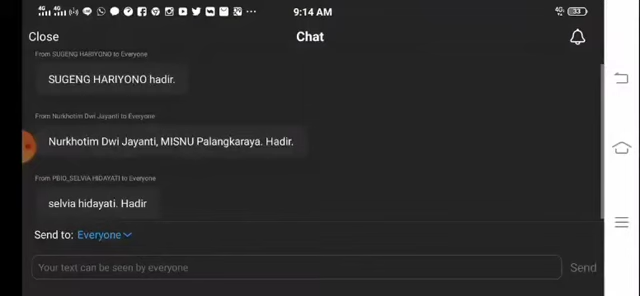 9:14 AM
4G
33
Close
Chat
From SUGENG HARIYONO to Everyone
SUGENG HARIYONO hadir.
From Nurkhotim Dwi Jayanti to Everyone
Nurkhotim Dwi Jayanti, MISNU Palangkaraya. Hadir.
From PBIO_SELVIA HIDAYATI to Everyone
selvia hidayati. Hadir
Send to: Everyone
Your text can be seen by everyone
Send